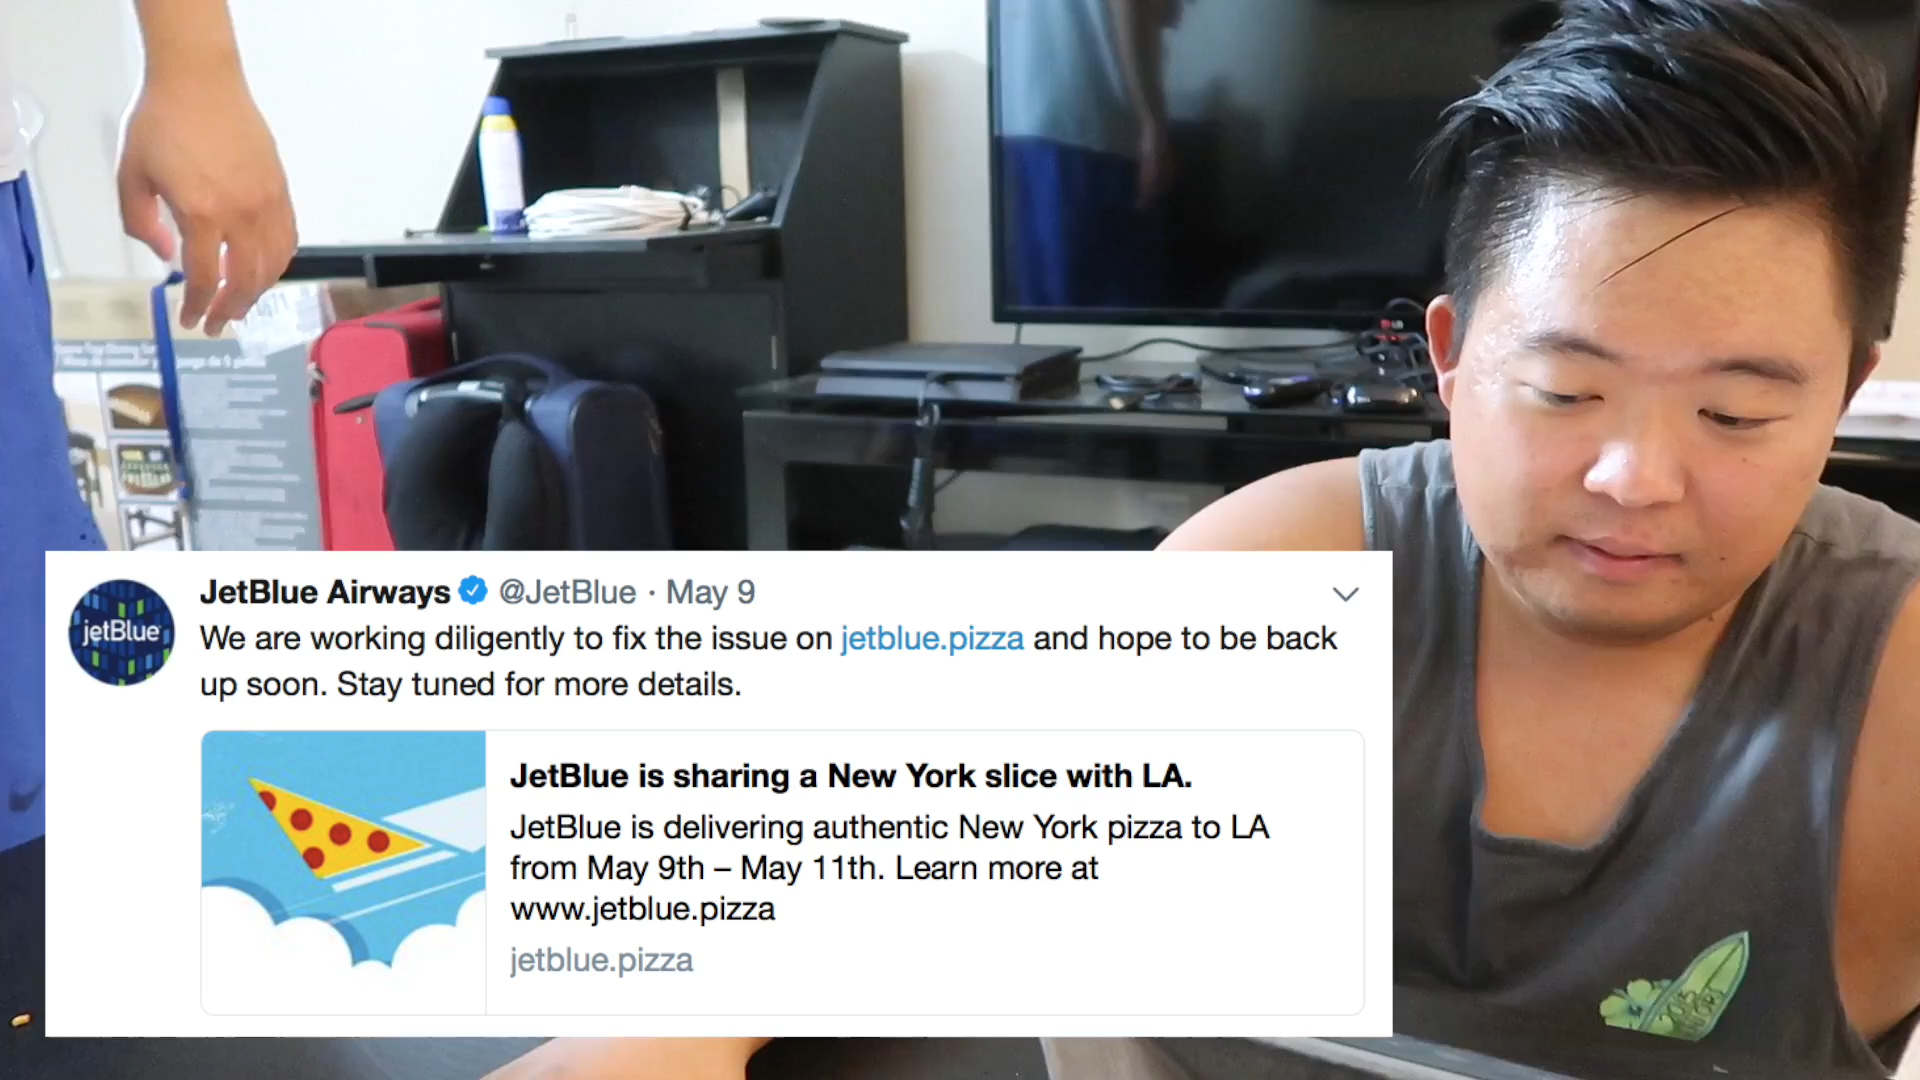 JetBlue Airways @JetBlue · May 9
We are working diligently to fix the issue on jetblue.pizza and hope to be back
up soon. Stay tuned for more details.
jetBlue
JetBlue is sharing a New York slice with LA.
JetBlue is delivering authentic New York pizza to LA
from May 9th – May 11th. Learn more at
www.jetblue.pizza
jetblue.pizza